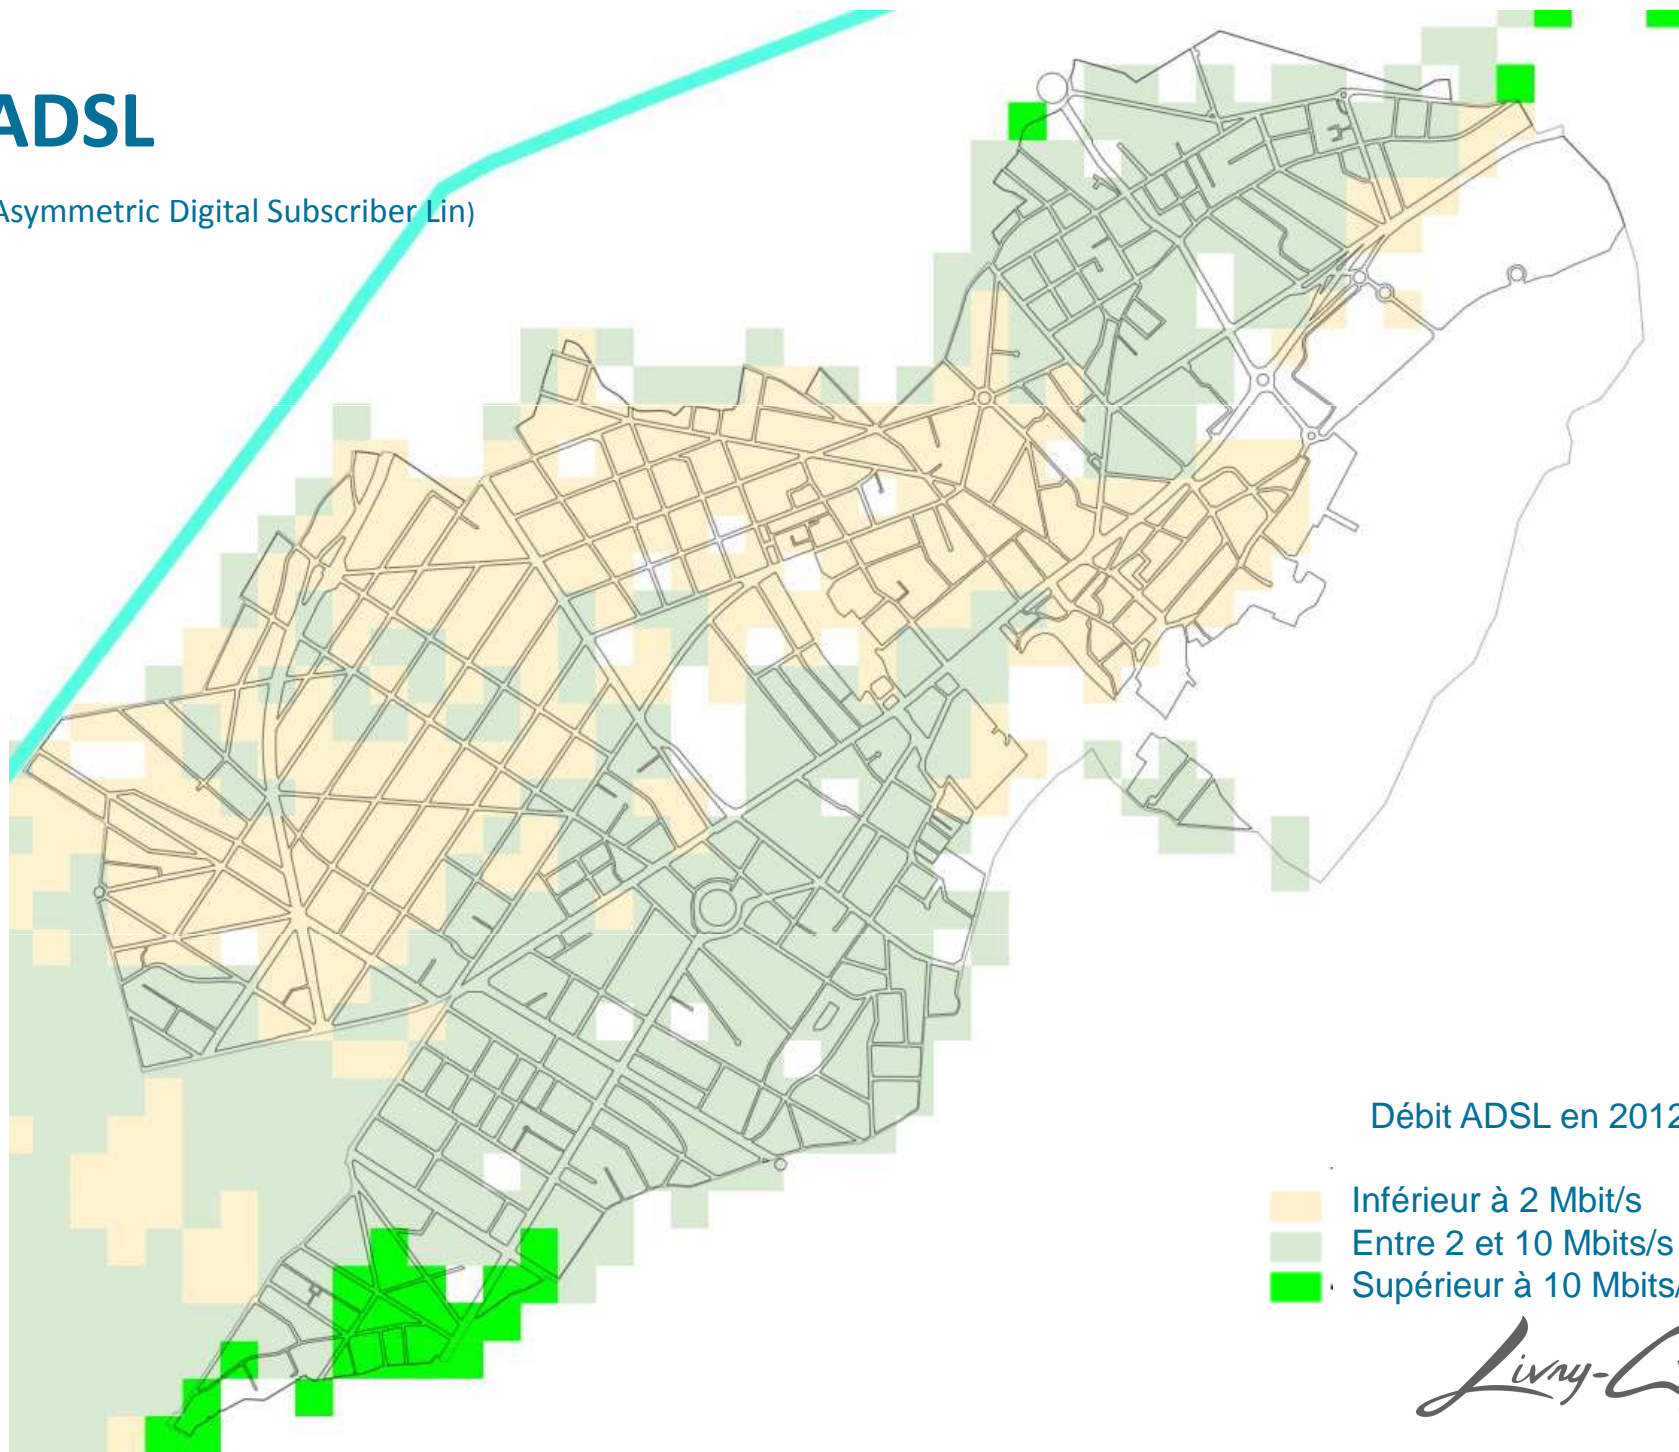 ADSL
Asymmetric Digital Subscriber Lin)
Débit ADSL en 2012
Inférieur à 2 Mbit/s
Entre 2 et 10 Mbits/s
Supérieur à 10 Mbits/
Livry-